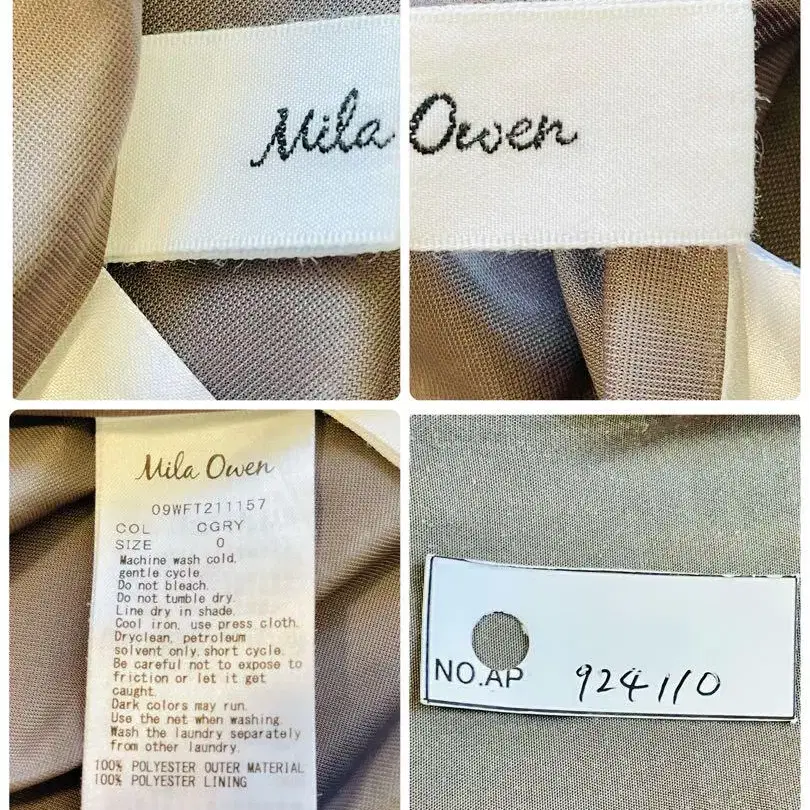 Mila Owen
Mila Owen
09WFT211157
COL CGRY
SIZE 0
Machine wash cold.
gentle cycle.
Do not bleach.
Do not tumble dry.
Line dry in shade.
Cool iron, use press cloth.
Dryclean, petroleum
solvent only, short cycle.
Be careful not to expose to
friction or let it get
caught.
Dark colors may run.
Use the net when washing.
Wash the laundry separately
from other laundry.
100% POLYESTER OUTER MATERIAL
100% POLYESTER LINING
NO.AP 924110